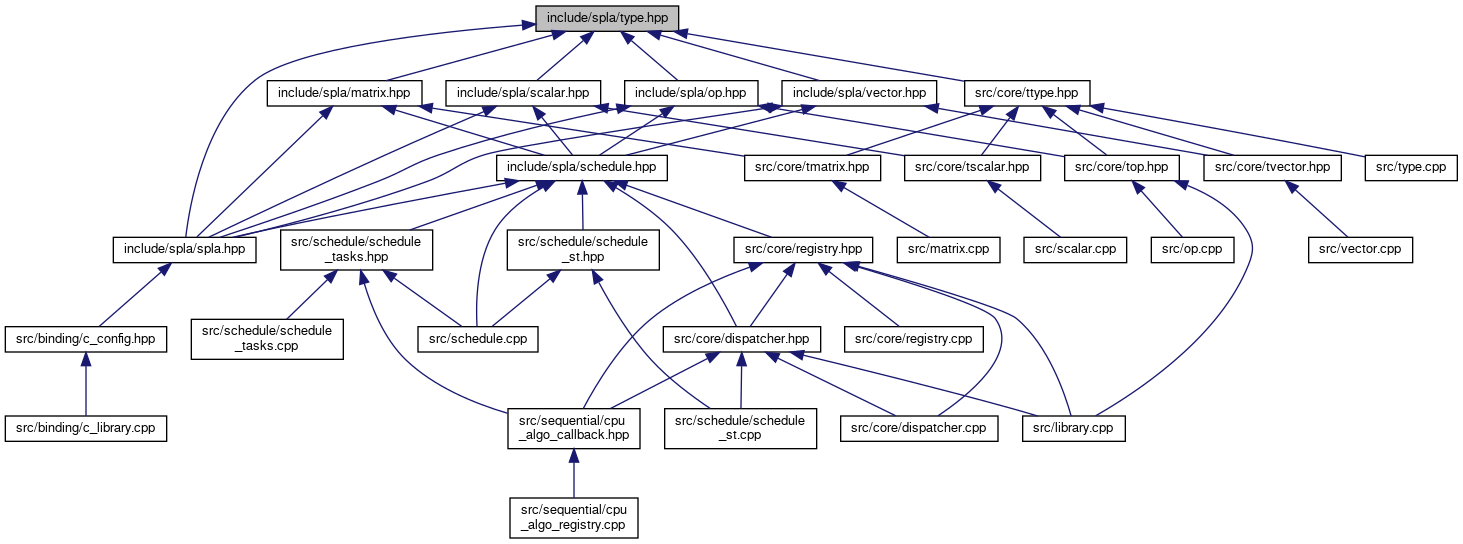 include/spla/type.hpp
include/spla/matrix.hpp
include/spla/scalar.hpp
include/spla/op.hpp
include/spla/vector.hpp
src/core/ttype.hpp
include/spla/schedule.hpp
src/core/tmatrix.hpp
src/core/tscalar.hpp
src/core/top.hpp
src/core/tvector.hpp
src/type.cpp
include/spla/spla.hpp
src/schedule/schedule
_tasks.hpp
src/schedule/schedule
_st.hpp
src/core/registry.hpp
src/matrix.cpp
src/scalar.cpp
src/op.cpp
src/vector.cpp
src/binding/c_config.hpp
src/schedule/schedule
_tasks.cpp
src/schedule.cpp
src/core/dispatcher.hpp
src/core/registry.cpp
src/binding/c_library.cpp
src/sequential/cpu
_algo_callback.hpp
src/schedule/schedule
_st.cpp
src/core/dispatcher.cpp
src/library.cpp
src/sequential/cpu
_algo_registry.cpp